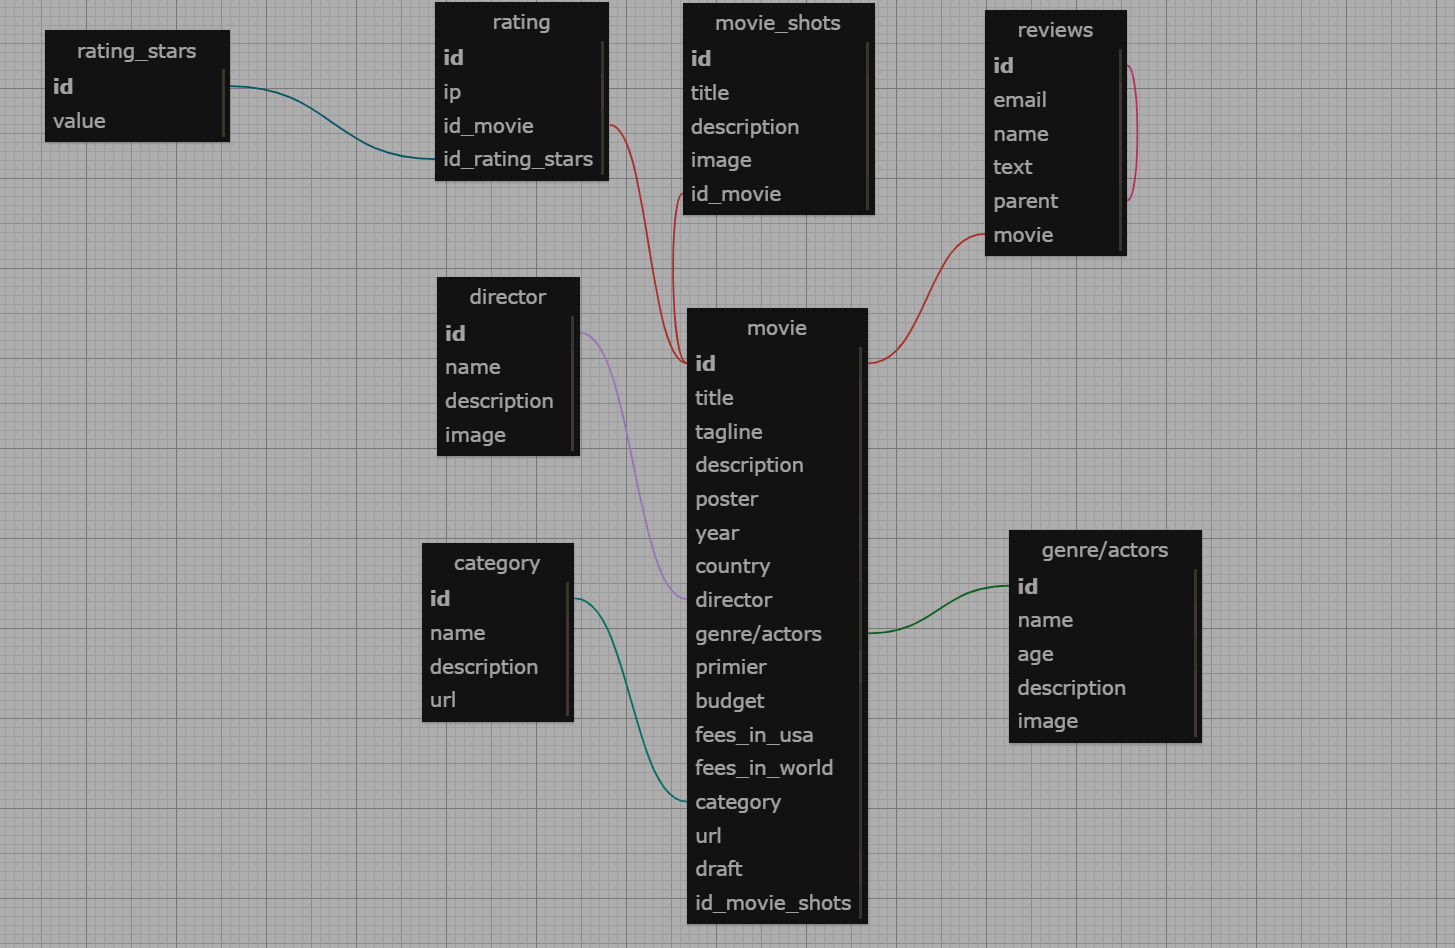 rating_stars
id
value
rating
id
ip
id_movie
id_rating_stars
movie_shots
id
title
description
image
id_movie
reviews
id
email
name
text
parent
movie
director
id
name
description
image
movie
id
title
tagline
description
poster
year
country
director
genre/actors
primier
budget
fees_in_usa
fees_in_world
category
url
draft
id_movie_shots
category
id
name
description
url
genre/actors
id
name
age
description
image